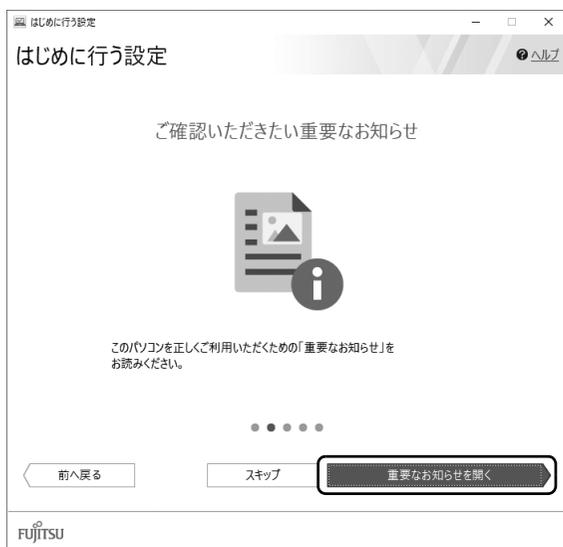 はじめに行う設定
はじめに行う設定
ヘルプ
ご確認いただきたい重要なお知らせ
このパソコンを正しくご利用いただくための「重要なお知らせ」を
お読みください。
前へ戻る
スキップ
重要なお知らせを開く
FUJITSU